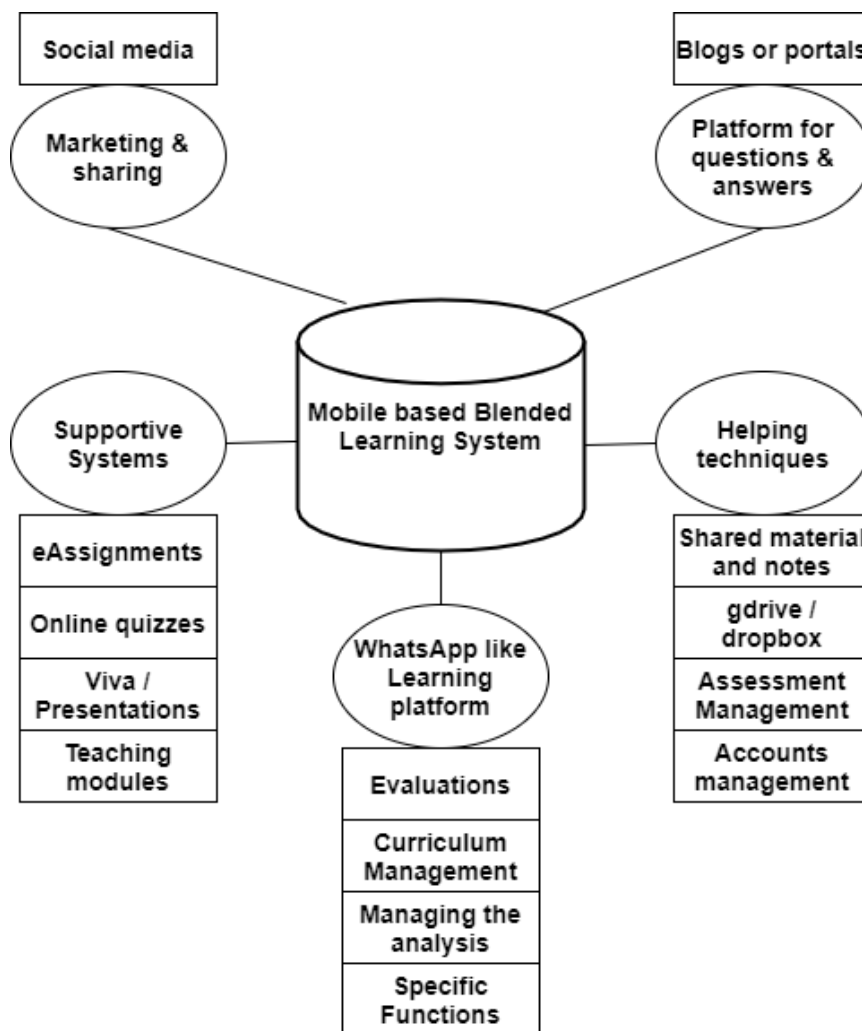 Social media
Marketing &
sharing
Blogs or portals
Platform for
questions &
answers
Mobile based Blended
Learning System
Supportive
Systems
eAssignments
Online quizzes
Viva /
Presentations
Teaching
modules
WhatsApp like
Learning
platform
Evaluations
Curriculum
Management
Managing the
analysis
Specific
Functions
Helping
techniques
Shared material
and notes
gdrive /
dropbox
Assessment
Management
Accounts
management